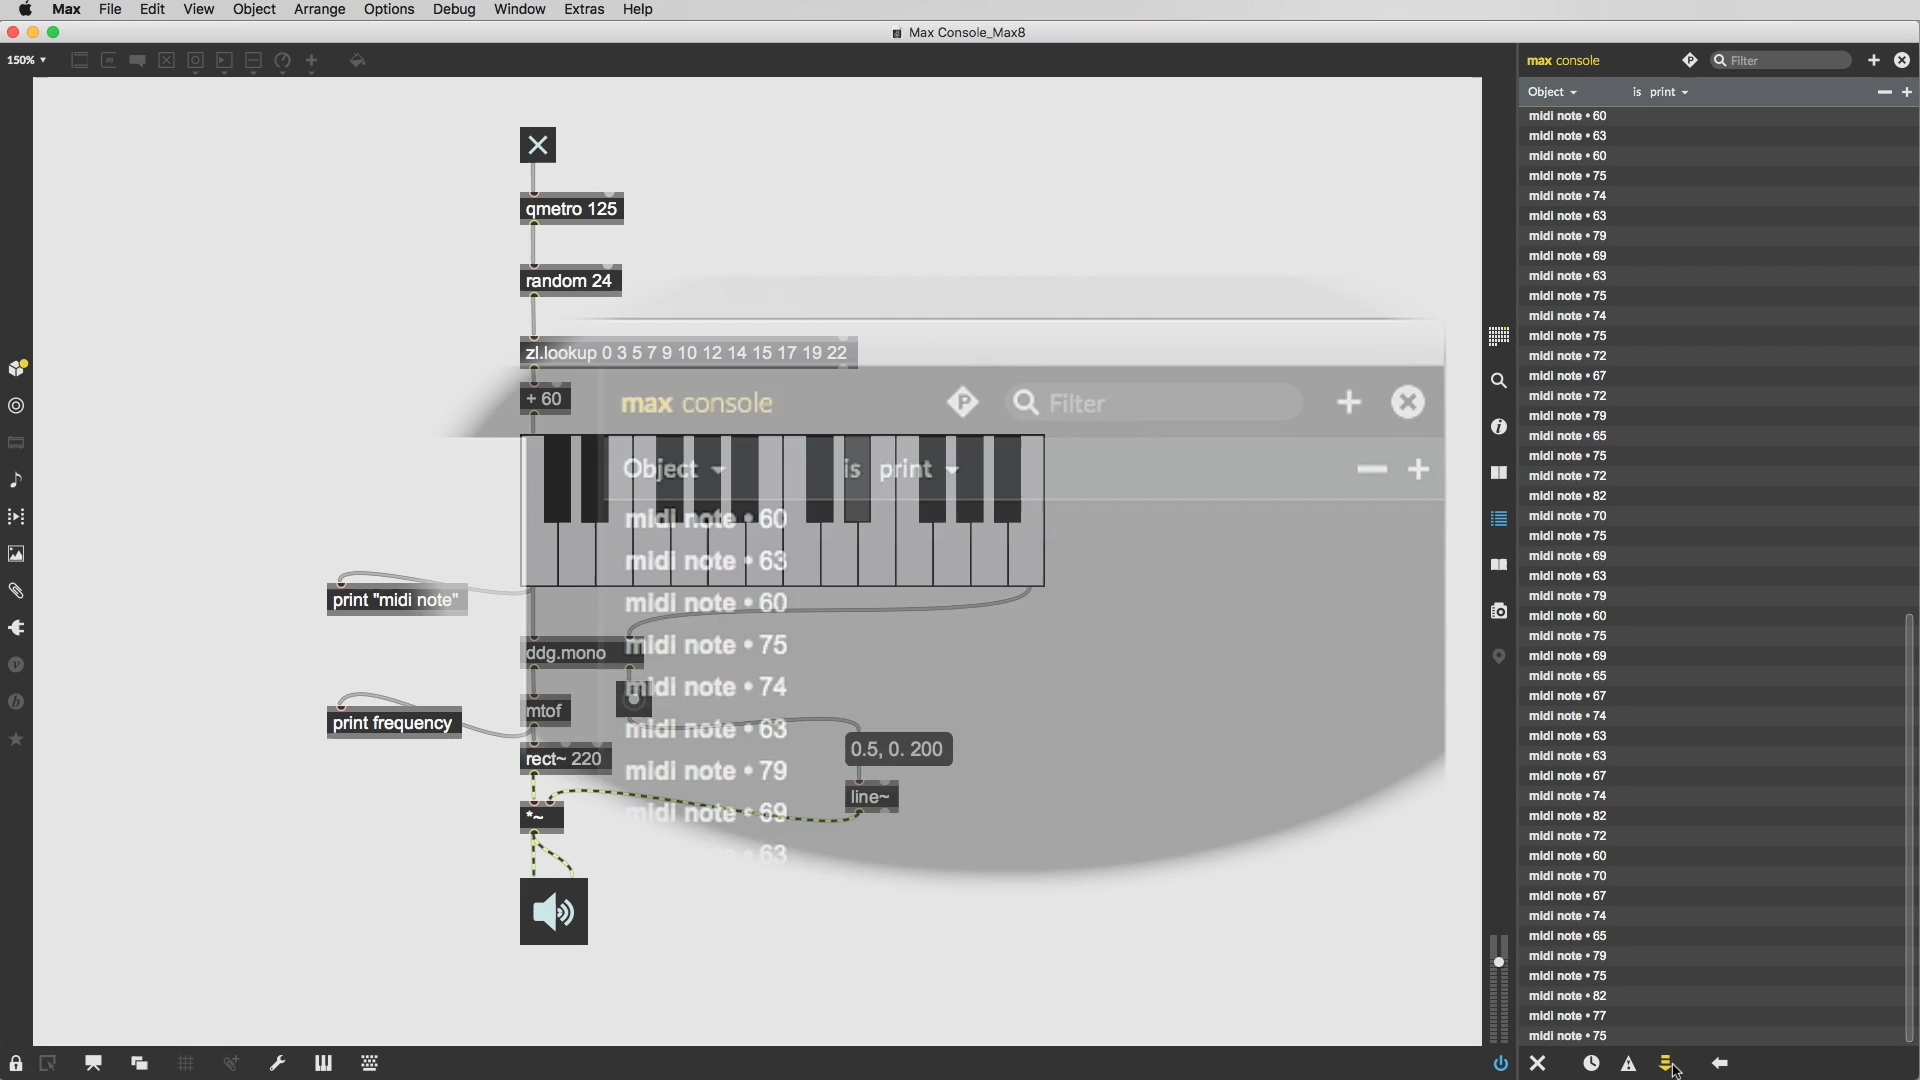 Max File Edit View Object Arrange Options Debug Window Extras Help
Max Console_Max8
150%
max console
Filter
Object is print
midi note • 60
midi note • 63
midi note • 60
midi note • 75
midi note • 74
midi note • 63
midi note • 79
midi note • 69
midi note • 63
midi note • 75
midi note • 74
midi note • 75
midi note • 72
midi note • 67
midi note • 72
midi note • 79
midi note • 65
midi note • 75
midi note • 72
midi note • 82
midi note • 70
midi note • 75
midi note • 69
midi note • 63
midi note • 79
midi note • 60
midi note • 75
midi note • 69
midi note • 65
midi note • 67
midi note • 74
midi note • 63
midi note • 63
midi note • 67
midi note • 74
midi note • 82
midi note • 72
midi note • 60
midi note • 70
midi note • 67
midi note • 74
midi note • 65
midi note • 79
midi note • 75
midi note • 82
midi note • 77
midi note • 75
qmetro 125
random 24
zl.lookup 0 3 5 7 9 10 12 14 15 17 19 22
+ 60
print "midi note"
ddg.mono
mtof
print frequency
rect~ 220
0.5, 0. 200
line~
*~
max console
Filter
Object is print
midi note • 60
midi note • 63
midi note • 60
midi note • 75
midi note • 74
midi note • 63
midi note • 79
midi note • 69
• 63